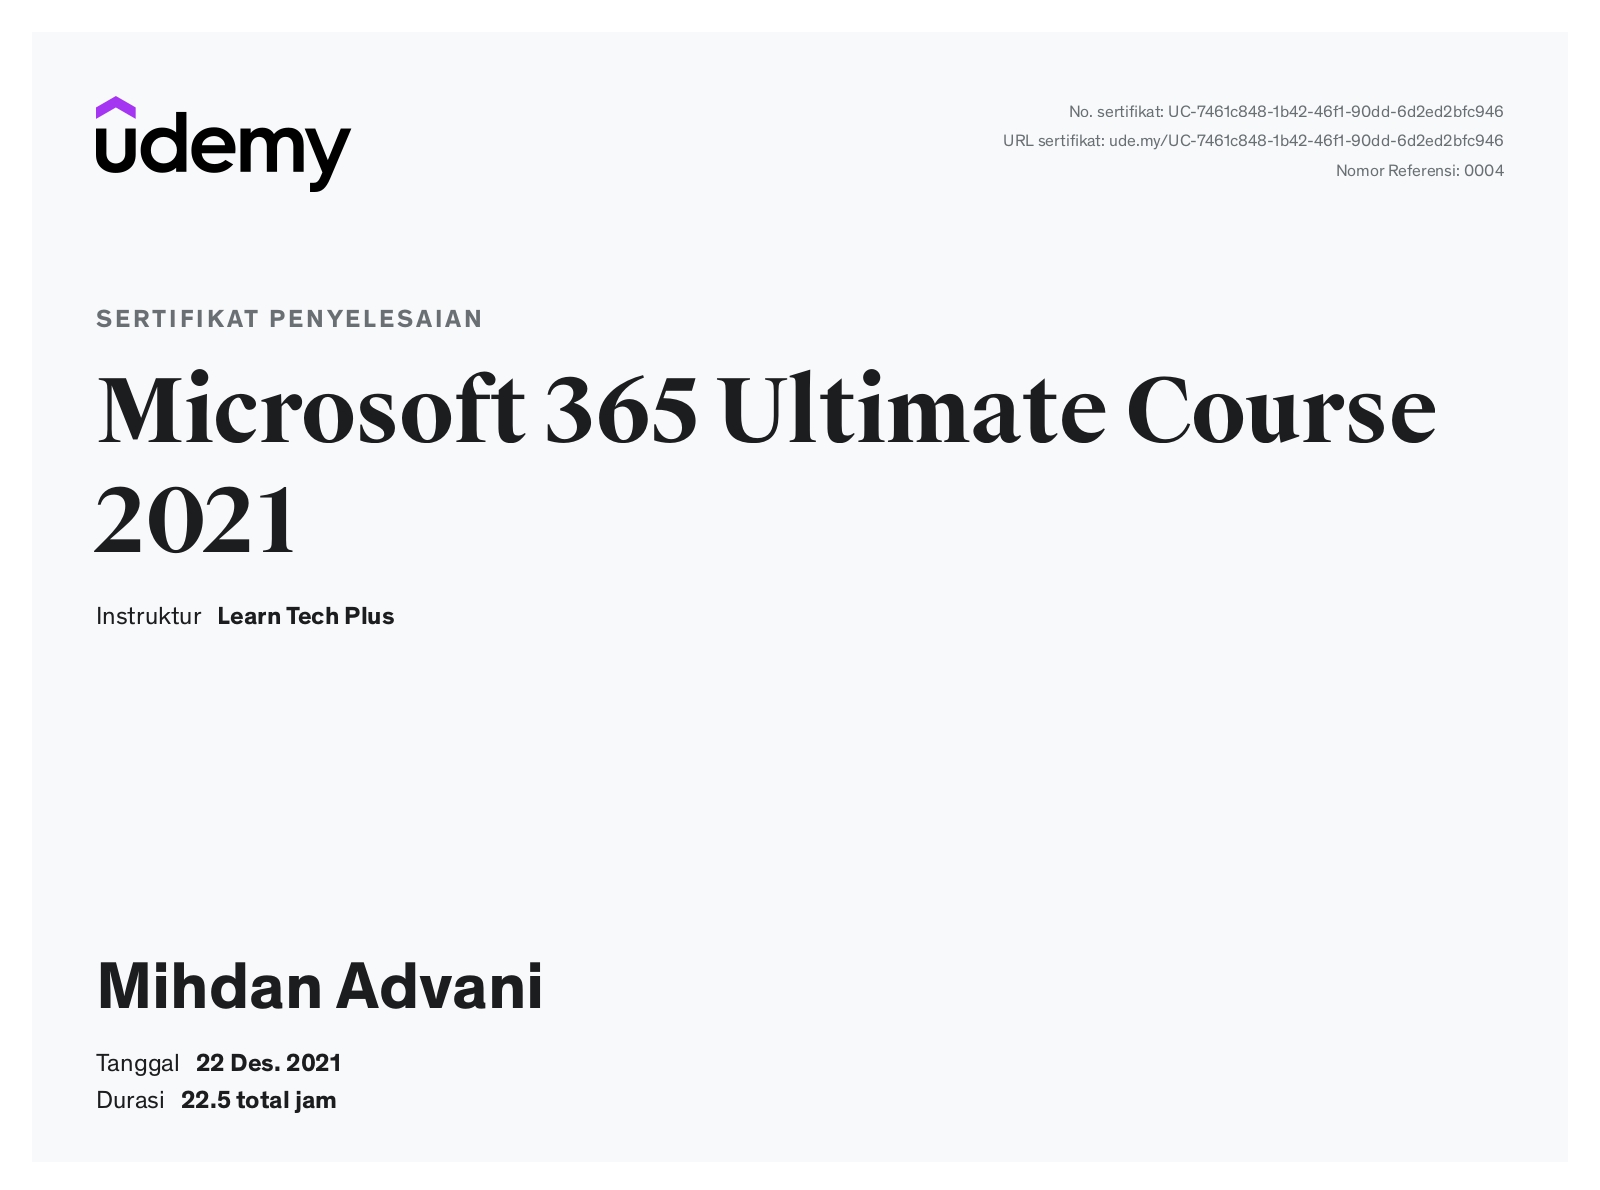 udemy
No. sertifikat: UC-7461c848-1b42-46f1-90dd-6d2ed2bfc946
URL sertifikat: ude.my/UC-7461c848-1b42-46f1-90dd-6d2ed2bfc946
Nomor Referensi: 0004
SERTIFIKAT PENYELESAIAN
Microsoft 365 Ultimate Course
2021
Instruktur Learn Tech Plus
Mihdan Advani
Tanggal 22 Des. 2021
Durasi 22.5 total jam